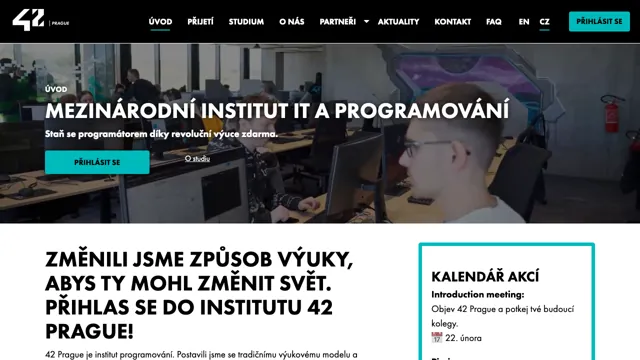 42 PRAGUE
ÚVOD PŘIJETÍ STUDIUM O NÁS PARTNEŘI AKTUALITY KONTAKT FAQ EN CZ PŘIHLÁSIT SE
ÚVOD
MEZINÁRODNÍ INSTITUT IT A PROGRAMOVÁNÍ
Staň se programátorem díky revoluční výuce zdarma.
PŘIHLÁSIT SE O studiu
ZMĚNILI JSME ZPŮSOB VÝUKY,
ABYS TY MOHL ZMĚNIT SVĚT.
PŘIHLAS SE DO INSTITUTU 42
PRAGUE!
42 Prague je institut programování. Postavili jsme se tradičnímu výukovému modelu a
KALENDÁŘ AKCÍ
Introduction meeting:
Objev 42 Prague a potkej tvé budoucí
kolegy.
22. února